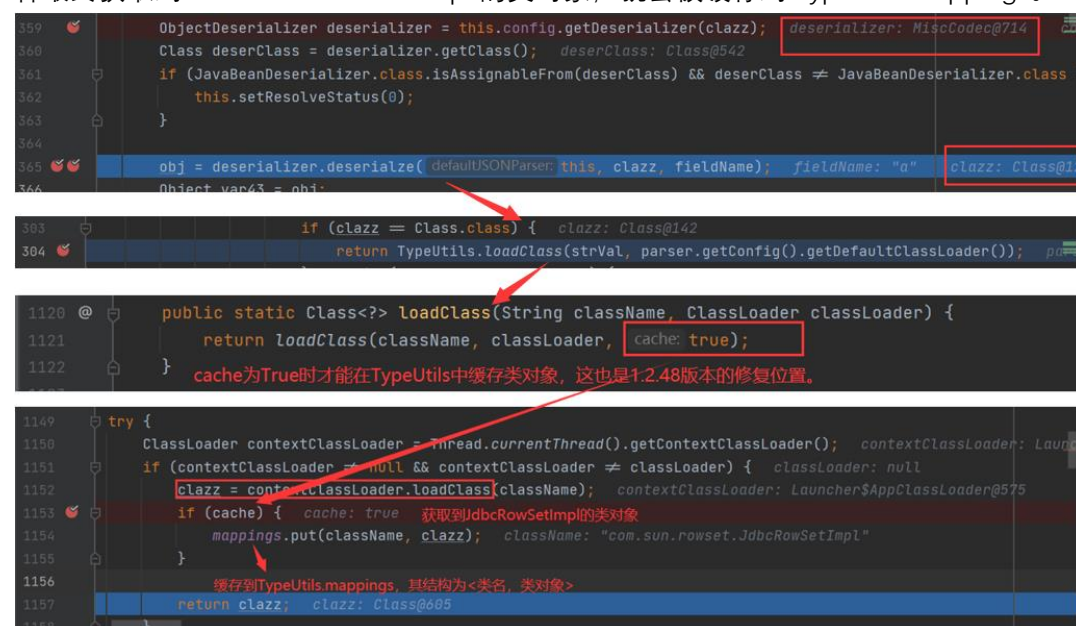 359 ObjectDeserializer deserializer = this.config.getDeserializer(clazz); deserializer: MiscCodec@714
360 Class deserClass = deserializer.getClass(); deserClass: Class@542
361 if (JavaBeanDeserializer.class.isAssignableFrom(deserClass) && deserClass ≠ JavaBeanDeserializer.class
362 this.setResolveStatus(0);
363 }
364
365 obj = deserializer.deserialze( defaultJSONParser: this, clazz, fieldName); fieldName: "a" clazz: Class@1
366 Object var43 = obj;
303 if (clazz == Class.class) { clazz: Class@142
304 return TypeUtils.loadClass(strVal, parser.getConfig().getDefaultClassLoader());
1120 @ public static Class<?> loadClass(String className, ClassLoader classLoader) {
1121 return loadClass(className, classLoader, cache: true);
1122 }
cache为True时才能在TypeUtils中缓存类对象，这也是1.2.48版本的修复位置。
1149 try {
1150 ClassLoader contextClassLoader = Thread.currentThread().getContextClassLoader(); contextClassLoader: Launc
1151 if (contextClassLoader ≠ null && contextClassLoader ≠ classLoader) { classLoader: null
1152 clazz = contextClassLoader.loadClass(className); contextClassLoader: Launcher$AppClassLoader@575
1153 if (cache) { cache: true 获取到JdbcRowSetImpl的类对象
1154 mappings.put(className, clazz); className: "com.sun.rowset.JdbcRowSetImpl"
1155 }
1156 缓存到TypeUtils.mappings，其结构为<类名，类对象>
1157 return clazz; clazz: Class@605